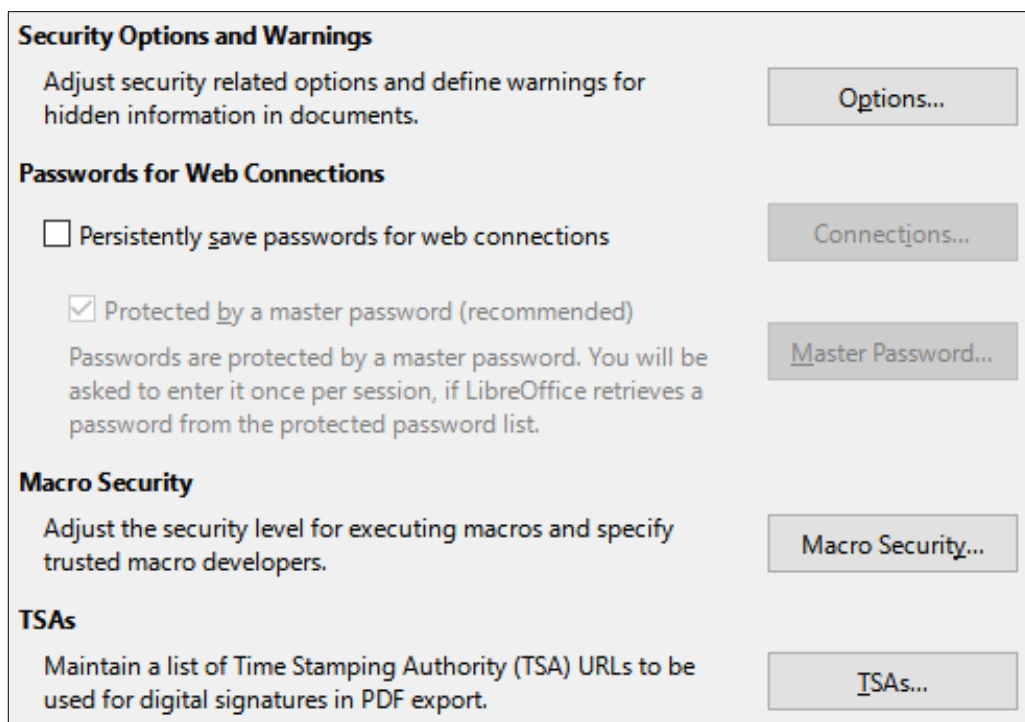 Security Options and Warnings
Adjust security related options and define warnings for
hidden information in documents.
Options...
Passwords for Web Connections
Persistently save passwords for web connections
Connections...
Protected by a master password (recommended)
Passwords are protected by a master password. You will be
asked to enter it once per session, if LibreOffice retrieves a
password from the protected password list.
Master Password...
Macro Security
Adjust the security level for executing macros and specify
trusted macro developers.
Macro Security...
TSAs
Maintain a list of Time Stamping Authority (TSA) URLs to be
used for digital signatures in PDF export.
TSAs...